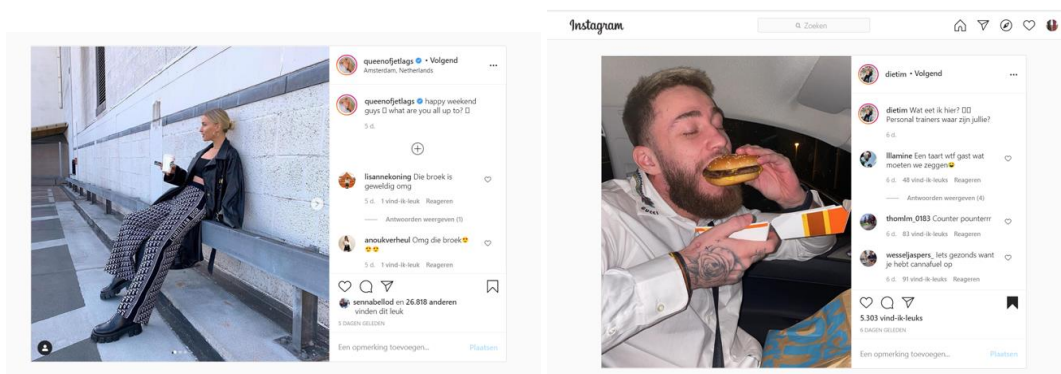 queenofjetlags • Volgend
Amsterdam, Netherlands
queenofjetlags happy weekend
guys what are you all up to?
5 d.
lisannekoning Die broek is
geweldig omg
5 d. 1 vind-ik-leuk Reageren
Antwoorden weergeven (1)
anoukverheul Omg die broek😍
😍😍
5 d. 1 vind-ik-leuk Reageren
sennabellod en 26.818 anderen
vinden dit leuk
5 DAGEN GELEDEN
Een opmerking toevoegen...
Plaatsen
Instagram
Zoeken
dietim • Volgend
dietim Wat eet ik hier?
Personal trainers waar zijn jullie?
6 d.
lllamine Een taart wtf gast wat
moeten we zeggen😂
6 d. 48 vind-ik-leuks Reageren
Antwoorden weergeven (4)
thomlm_0183 Counter pounterrr
6 d. 83 vind-ik-leuks Reageren
wesseljaspers_ Iets gezonds want
je hebt cannafuel op
6 d. 91 vind-ik-leuks Reageren
5.303 vind-ik-leuks
6 DAGEN GELEDEN
Een opmerking toevoegen...
Plaatsen